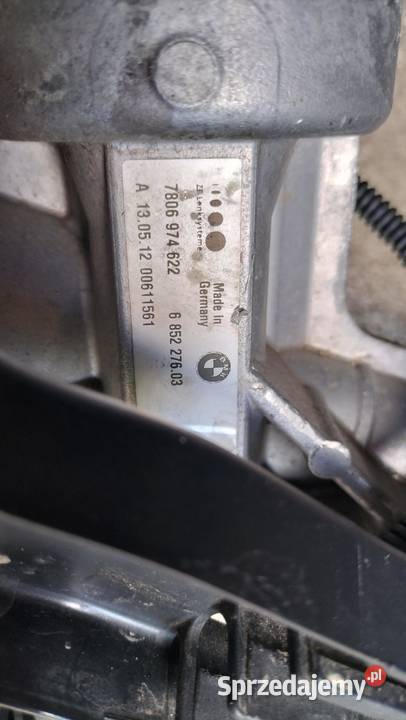 ZF Lenksysteme
Made in
Germany
7806 974 622
6 852 276.03
A 13.05.12 00611561
BMW
Sprzedajemy.pl